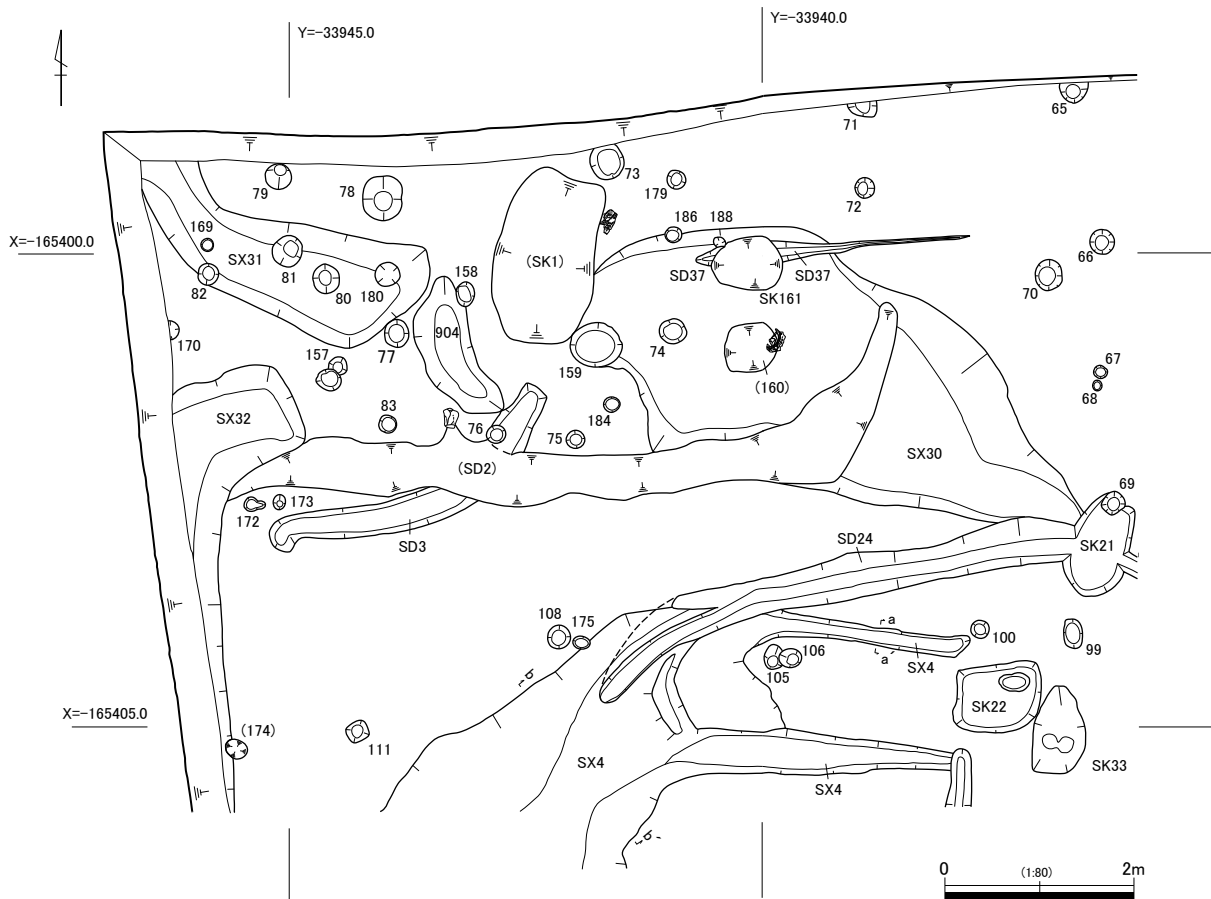 Y=-33945.0
Y=-33940.0
65
71
73
79
78
179
72
186
188
169
X=-165400.0
SX31
(SK1)
66
81
82
80
180
158
SD37
SD37
70
SK161
904
170
77
74
157
159
67
(160)
68
SX32
83
184
76
75
SX30
(SD2)
69
173
172
SD24
SD3
SK21
108
175
a
100
106
a
SX4
99
105
b
X=-165405.0
SK22
(174)
111
SX4
SK33
SX4
b
0
(1:80)
2m